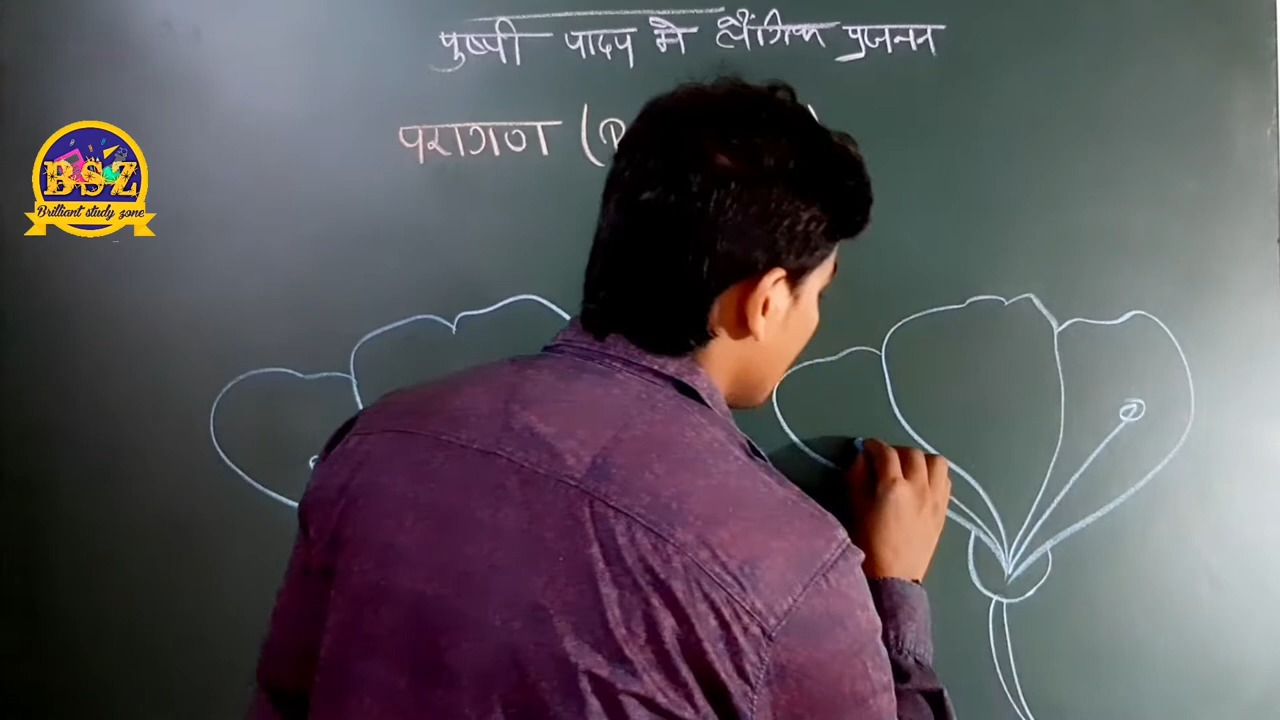 पुष्पी पादप मे लैंगिक प्रजनन
परागण (P
BSZ
Brilliant study zone